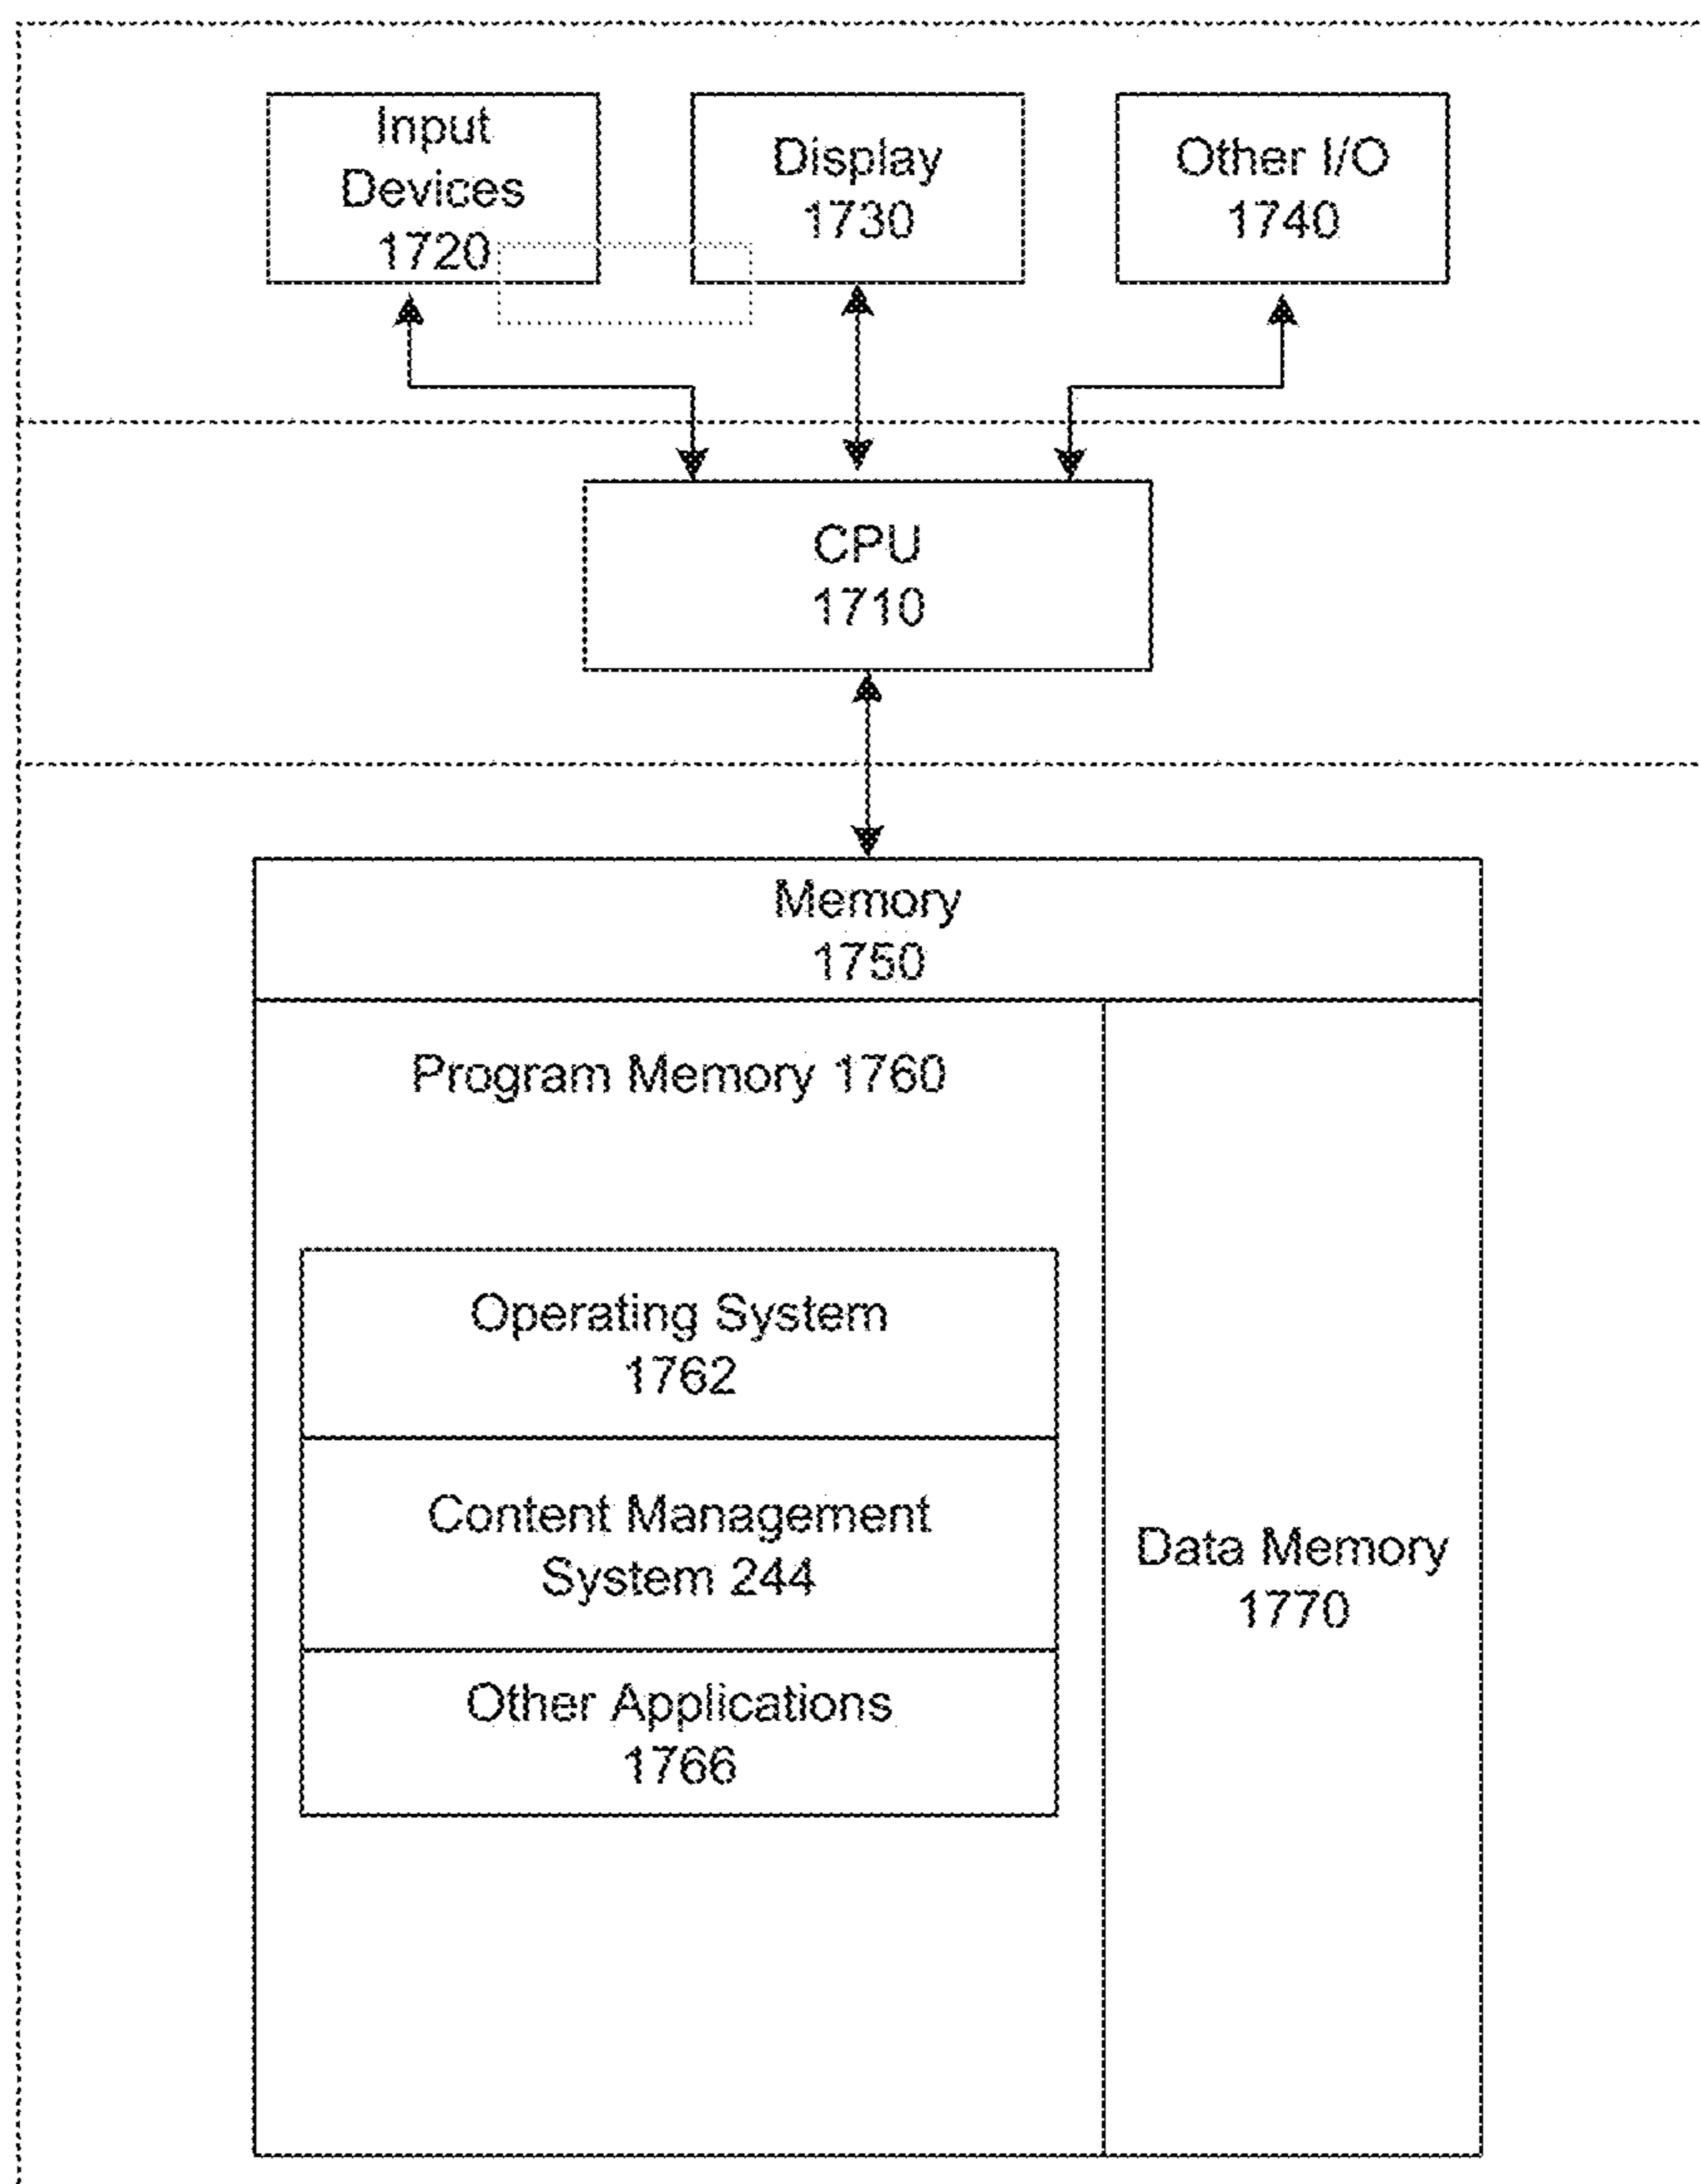 Input
Devices
1720
Display
1730
Other I/O
1740
CPU
1710
Memory
1750
Program Memory 1760
Operating System
1762
Content Management
System 244
Other Applications
1766
Data Memory
1770